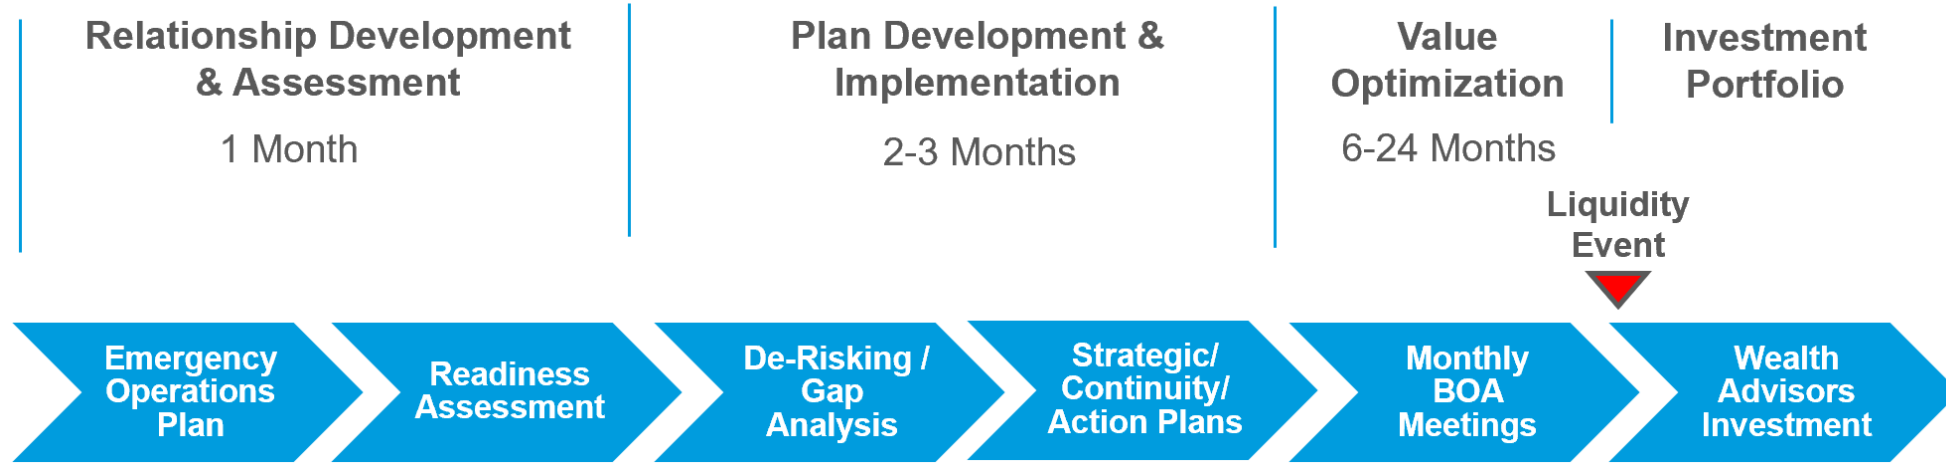 Relationship Development
& Assessment
1 Month
Plan Development &
Implementation
2-3 Months
Value
Optimization
6-24 Months
Investment
Portfolio
Liquidity
Event
Emergency
Operations
Plan
Readiness
Assessment
De-Risking /
Gap
Analysis
Strategic/
Continuity/
Action Plans
Monthly
BOA
Meetings
Wealth
Advisors
Investment